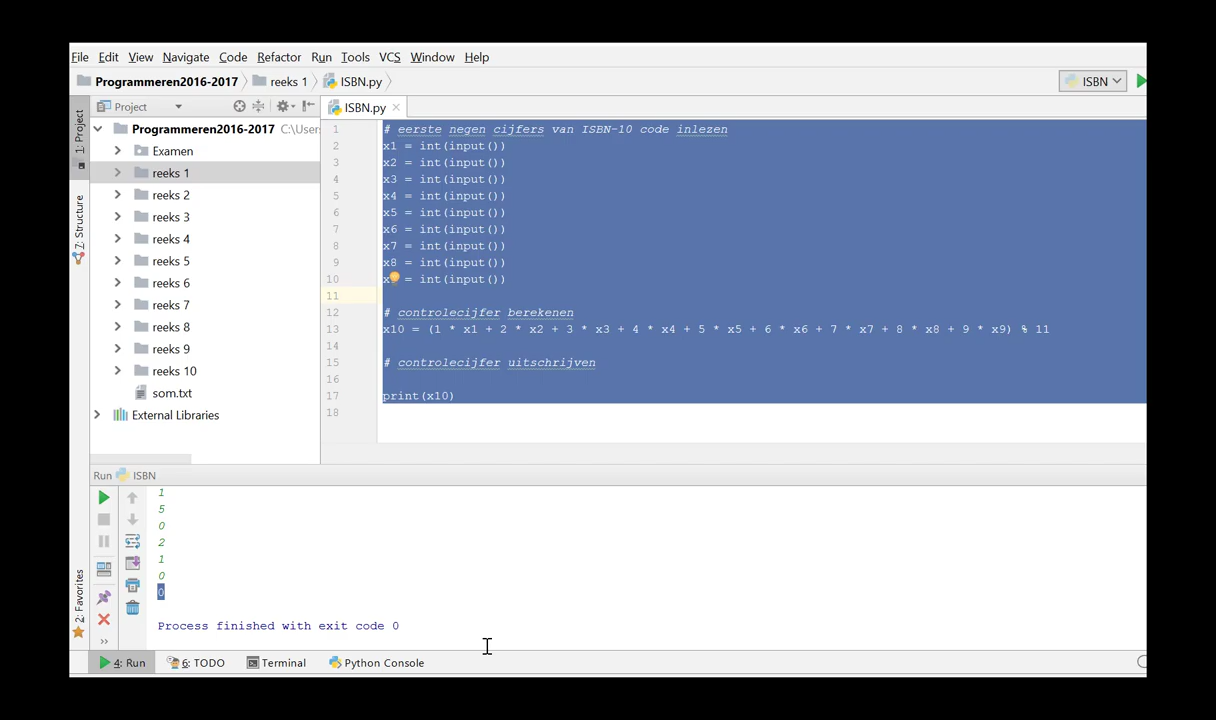 File Edit View Navigate Code Refactor Run Tools VCS Window Help
Programmeren2016-2017 reeks 1 ISBN.py ISBN
Project ISBN.py
1: Project
Programmeren2016-2017 C:\Users
Examen
reeks 1
reeks 2
reeks 3
reeks 4
reeks 5
reeks 6
reeks 7
reeks 8
reeks 9
reeks 10
som.txt
External Libraries
Z: Structure
1 # eerste negen cijfers van ISBN-10 code inlezen
2 x1 = int(input())
3 x2 = int(input())
4 x3 = int(input())
5 x4 = int(input())
6 x5 = int(input())
7 x6 = int(input())
8 x7 = int(input())
9 x8 = int(input())
10 x = int(input())
11
12 # controlecijfer berekenen
13 x10 = (1 * x1 + 2 * x2 + 3 * x3 + 4 * x4 + 5 * x5 + 6 * x6 + 7 * x7 + 8 * x8 + 9 * x9) % 11
14
15 # controlecijfer uitschrijven
16
17 print(x10)
18
Run ISBN
1
5
0
2
1
0
0
Process finished with exit code 0
2: Favorites
4: Run 6: TODO Terminal Python Console